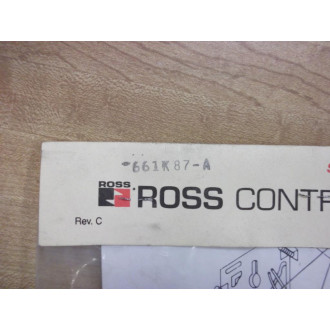 661K87-A
ROSS
ROSS CONTR
Rev. C